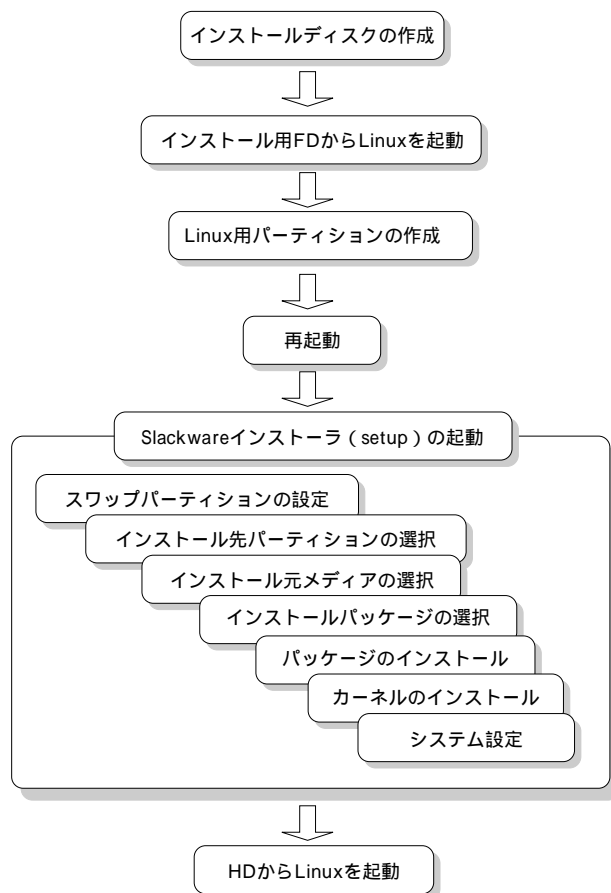 インストールディスクの作成
インストール用FDからLinuxを起動
Linux用パーティションの作成
再起動
Slackwareインストーラ（setup）の起動
スワップパーティションの設定
インストール先パーティションの選択
インストール元メディアの選択
インストールパッケージの選択
パッケージのインストール
カーネルのインストール
システム設定
HDからLinuxを起動